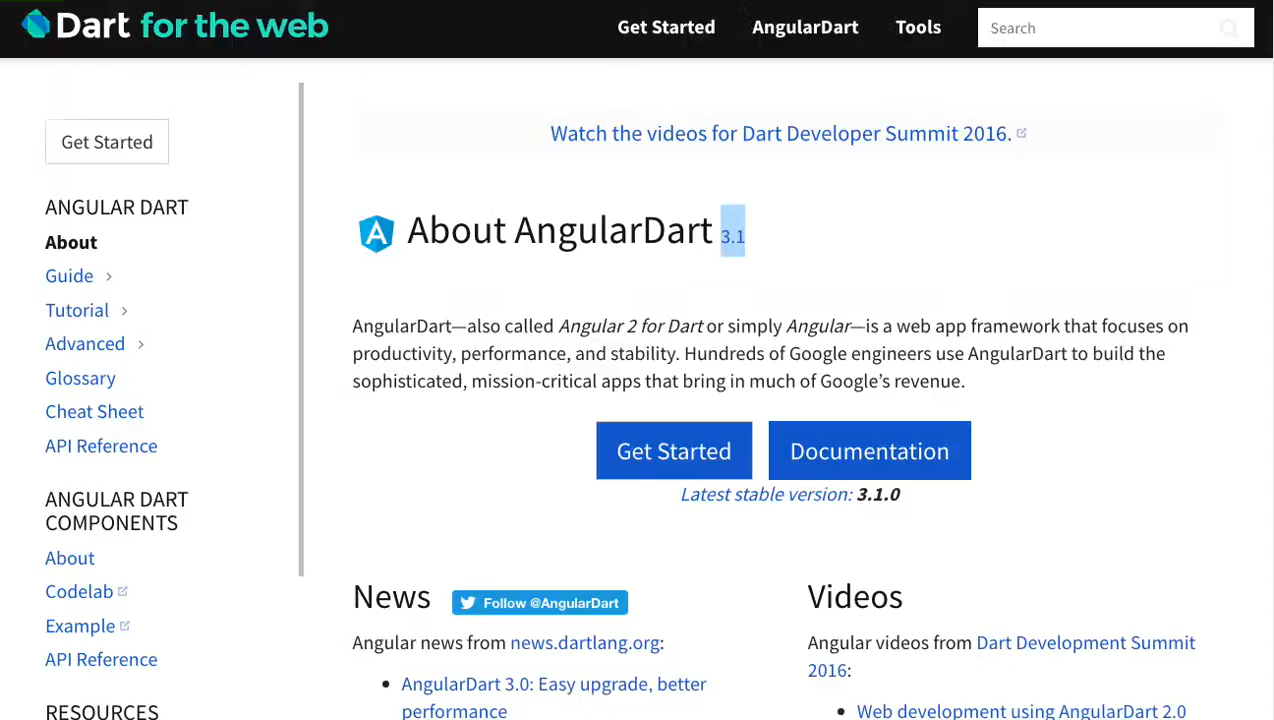 Dart for the web
Get Started
AngularDart
Tools
Search
Get Started
ANGULAR DART
About
Guide
Tutorial
Advanced
Glossary
Cheat Sheet
API Reference
ANGULAR DART
COMPONENTS
About
Codelab
Example
API Reference
RESOURCES
Watch the videos for Dart Developer Summit 2016.
A About AngularDart 3.1
AngularDart—also called Angular 2 for Dart or simply Angular—is a web app framework that focuses on
productivity, performance, and stability. Hundreds of Google engineers use AngularDart to build the
sophisticated, mission-critical apps that bring in much of Google’s revenue.
Get Started
Documentation
Latest stable version: 3.1.0
News
Follow @AngularDart
Angular news from news.dartlang.org:
• AngularDart 3.0: Easy upgrade, better
performance
Videos
Angular videos from Dart Development Summit
2016:
• Web development using AngularDart 2.0